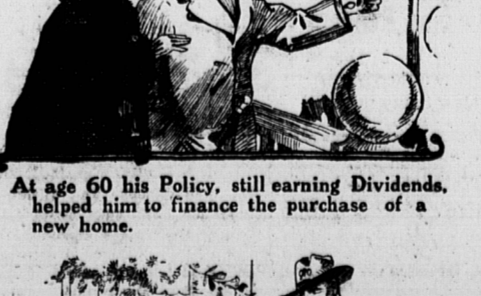 At age 60 his Policy, still earning Dividends,
helped him to finance the purchase of a
new home.